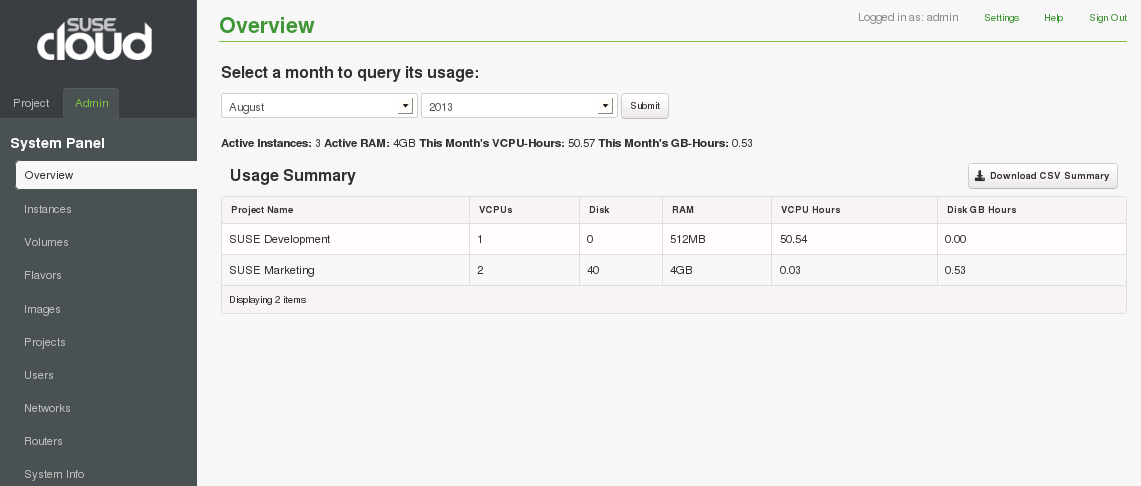 SUSE
cloud
Project Admin
System Panel
Overview
Instances
Volumes
Flavors
Images
Projects
Users
Networks
Routers
System Info
Overview
Logged in as: admin Settings Help Sign Out
Select a month to query its usage:
August 2013 Submit
Active Instances: 3 Active RAM: 4GB This Month's VCPU-Hours: 50.57 This Month's GB-Hours: 0.53
Usage Summary Download CSV Summary
Project Name VCPUs Disk RAM VCPU Hours Disk GB Hours
SUSE Development 1 0 512MB 50.54 0.00
SUSE Marketing 2 40 4GB 0.03 0.53
Displaying 2 items